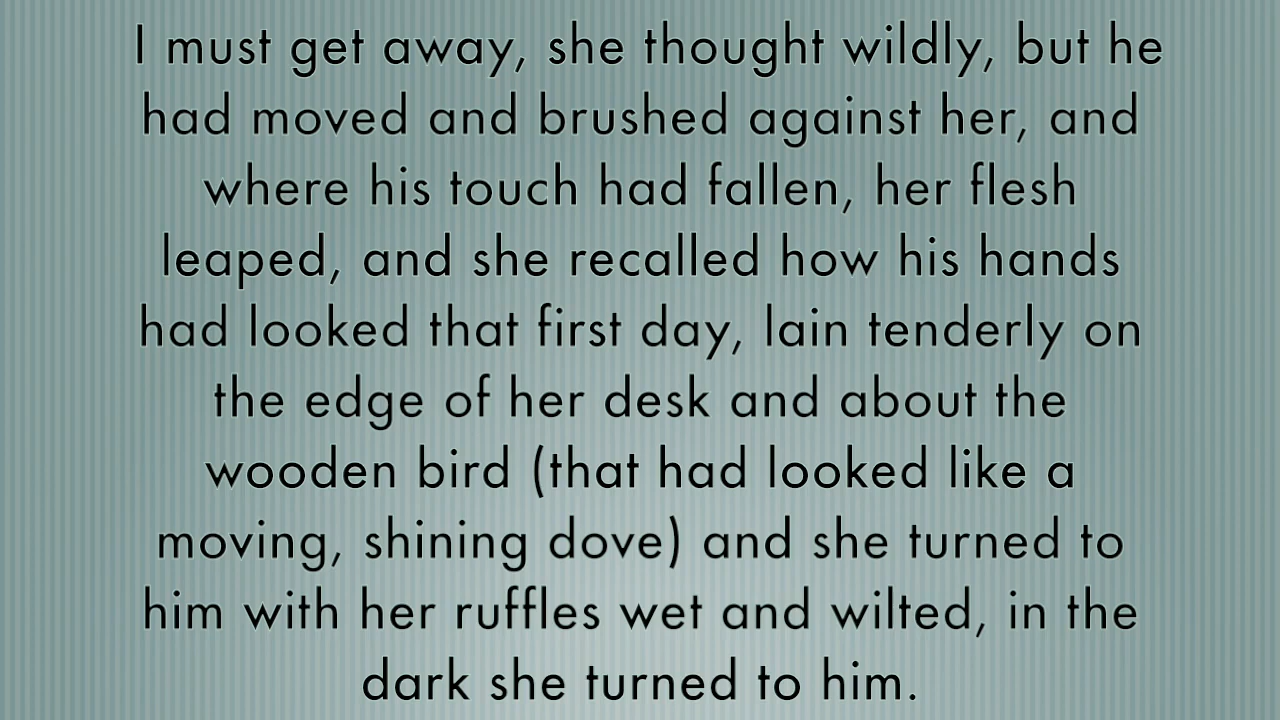 I must get away, she thought wildly, but he
had moved and brushed against her, and
where his touch had fallen, her flesh
leaped, and she recalled how his hands
had looked that first day, lain tenderly on
the edge of her desk and about the
wooden bird (that had looked like a
moving, shining dove) and she turned to
him with her ruffles wet and wilted, in the
dark she turned to him.